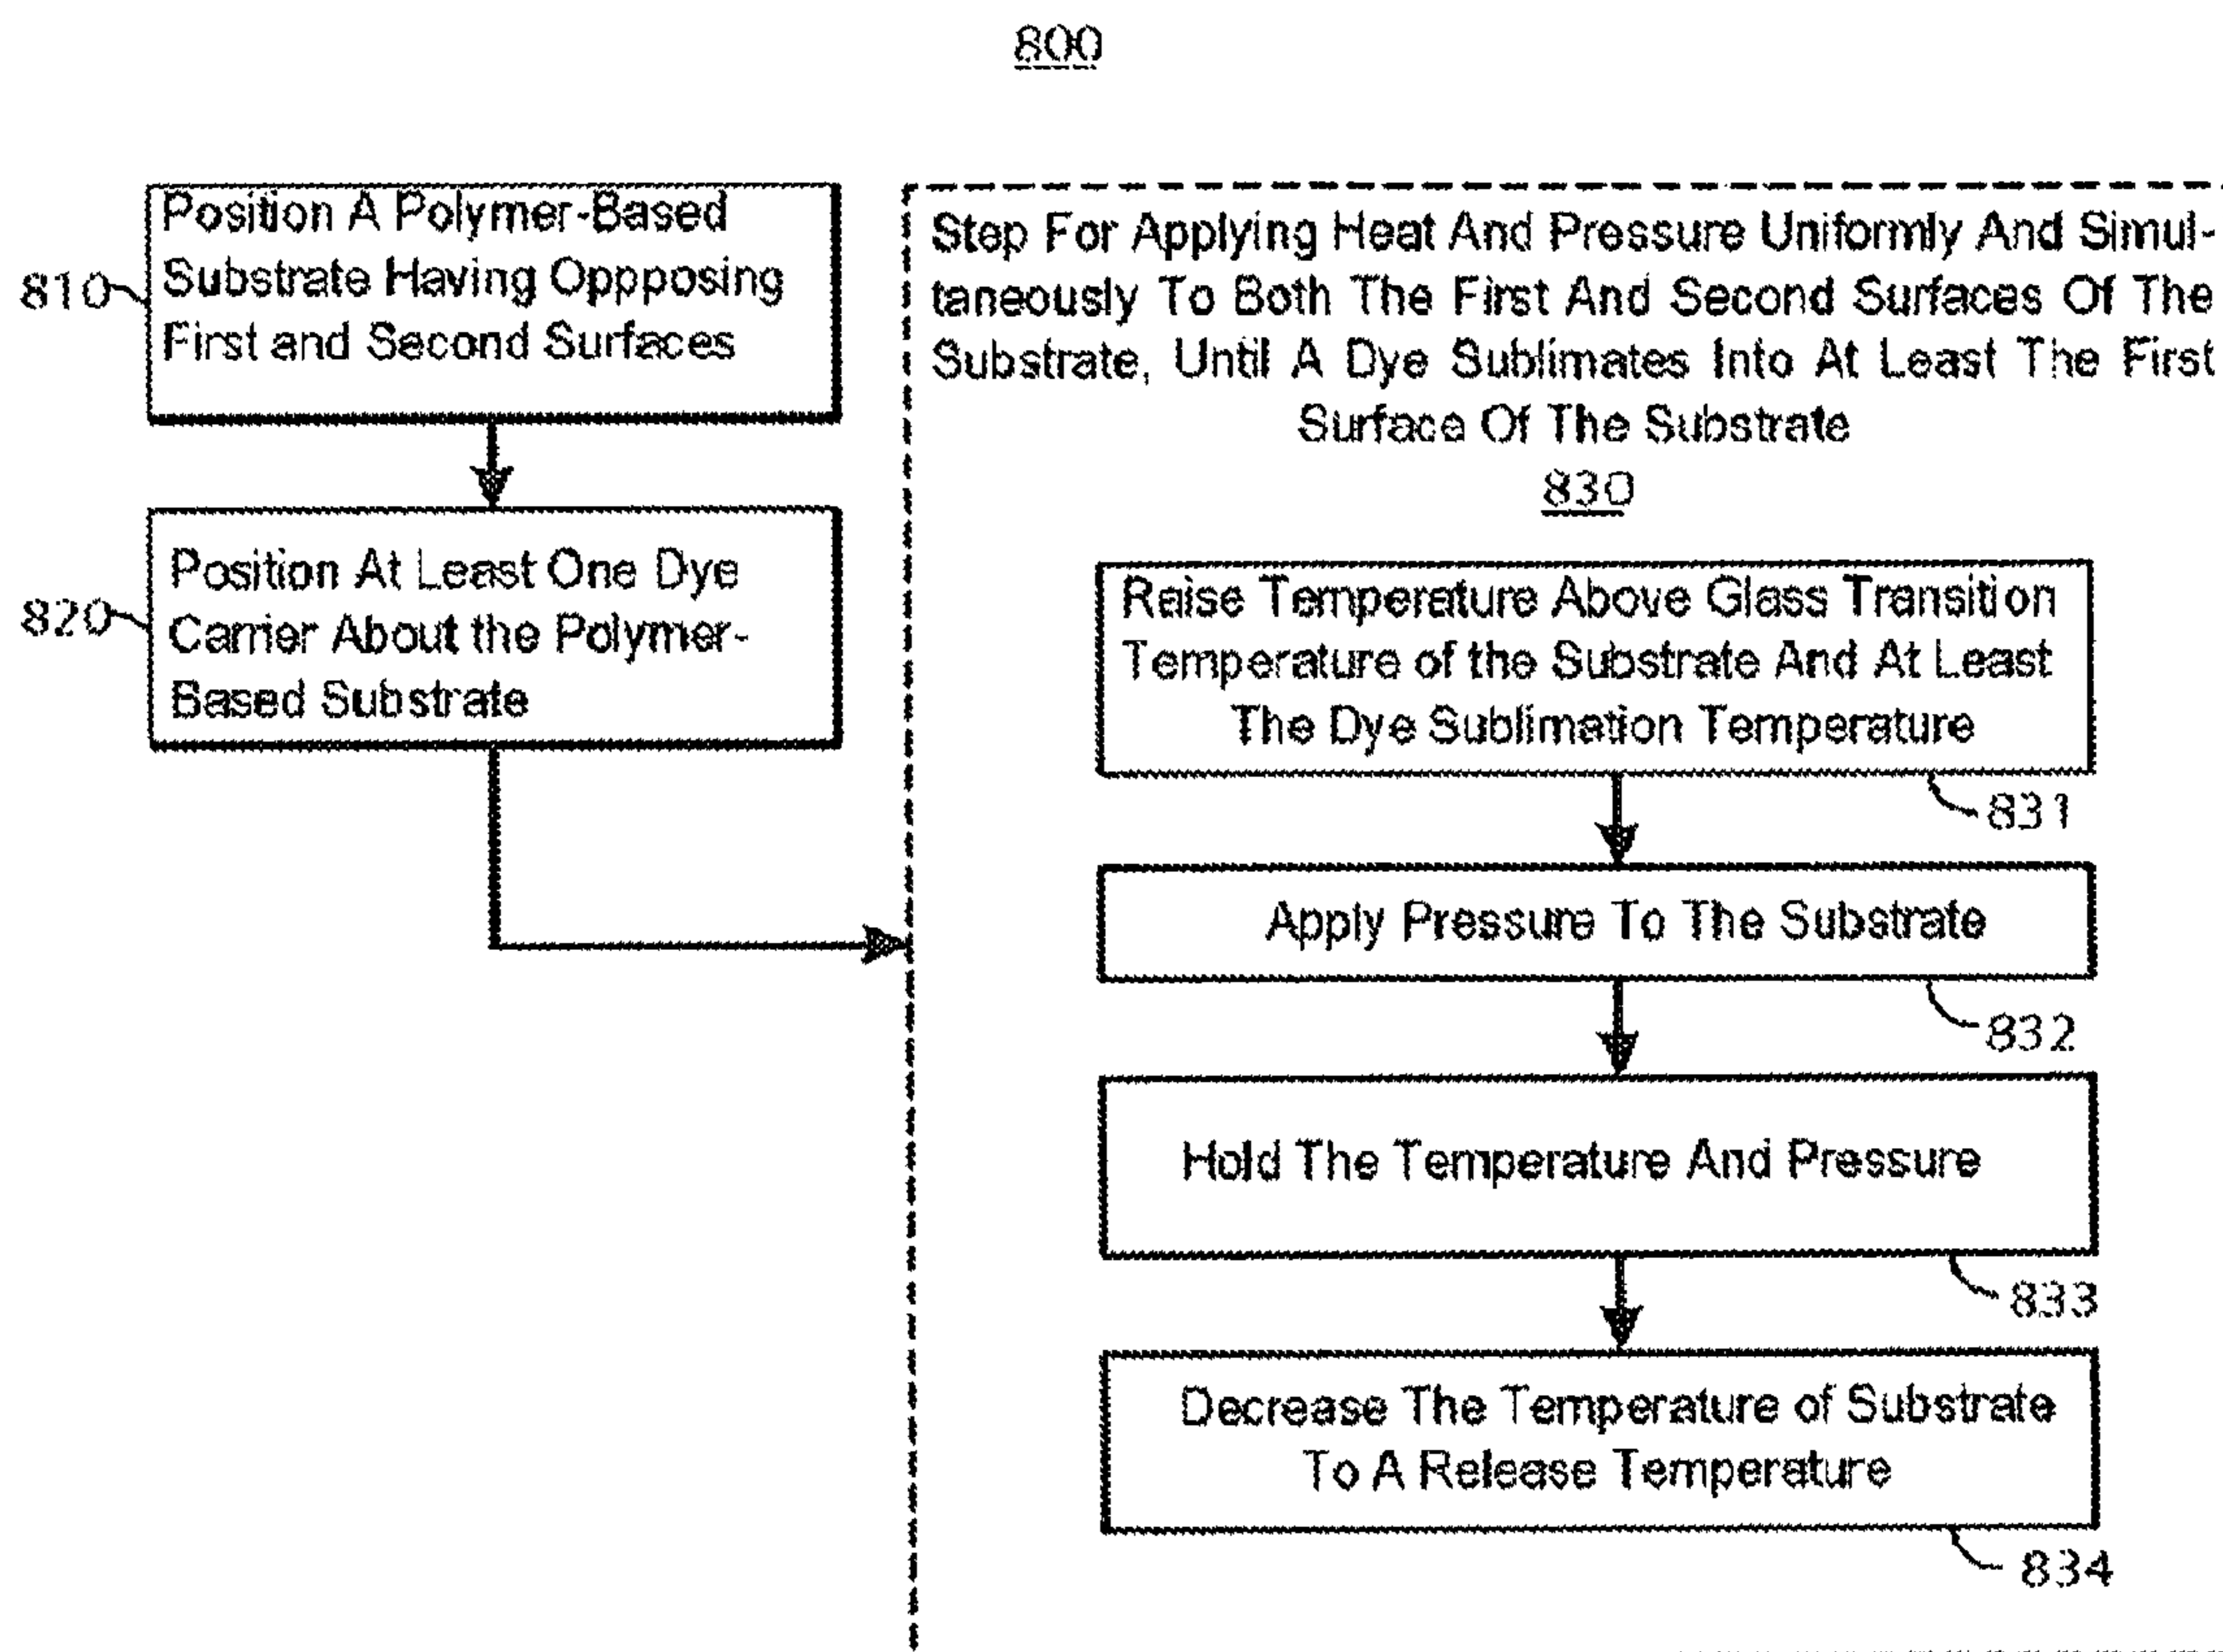 800
Position A Polymer-Based
Substrate Having Oppposing
First and Second Surfaces
810
Position At Least One Dye
Carrier About the Polymer-
Based Substrate
820
Step For Applying Heat And Pressure Uniformly And Simul-
taneously To Both The First And Second Surfaces Of The
Substrate, Until A Dye Sublimates Into At Least The First
Surface Of The Substrate
830
Raise Temperature Above Glass Transition
Temperature of the Substrate And At Least
The Dye Sublimation Temperature
831
Apply Pressure To The Substrate
832
Hold The Temperature And Pressure
833
Decrease The Temperature of Substrate
To A Release Temperature
834